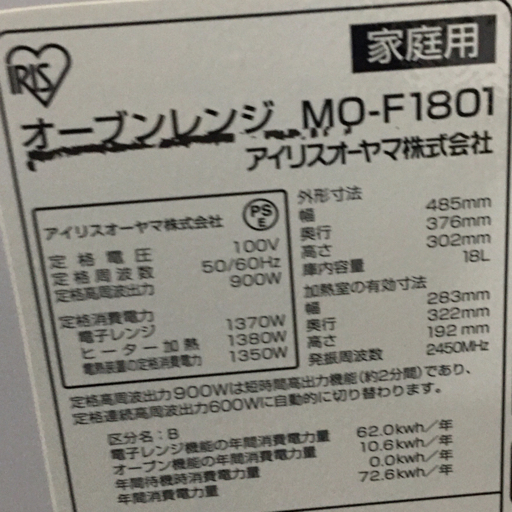 家庭用
IRIS
オーブンレンジ MO-F1801
アイリスオーヤマ株式会社
アイリスオーヤマ株式会社 PSE
定格電圧 100V
定格周波数 50/60Hz
定格高周波出力 900W
定格消費電力
電子レンジ 1370W
ヒーター加熱 1380W
電熱装置の定格消費電力 1350W
外形寸法
幅 485mm
奥行 376mm
高さ 302mm
庫内容量 18L
加熱室の有効寸法
幅 283mm
奥行 322mm
高さ 192mm
発振周波数 2450MHz
定格高周波出力900Wは短時間高出力機能(約2分間)であり、
定格連続高周波出力600Wに自動的に切り替わります。
区分名:B
電子レンジ機能の年間消費電力量 62.0kwh/年
オーブン機能の年間消費電力量 10.6kwh/年
年間待機時消費電力量 0.0kwh/年
年間消費電力量 72.6kwh/年